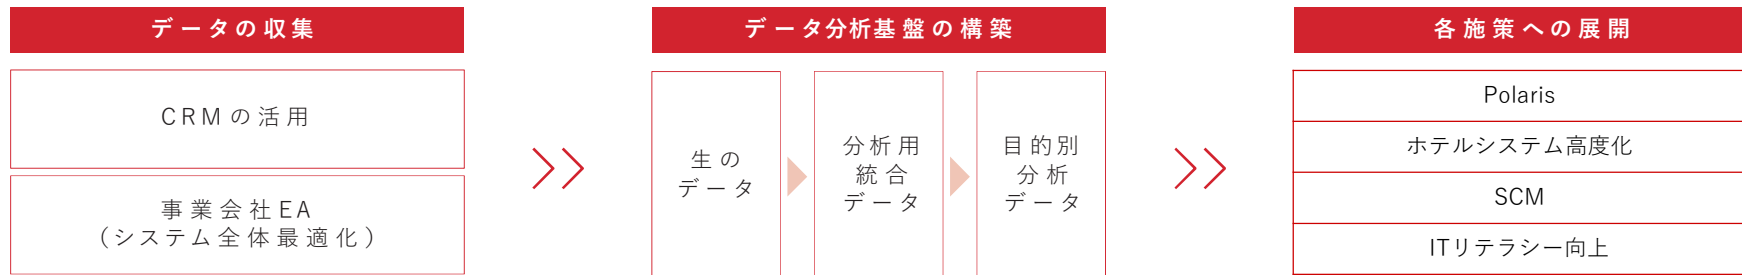 データの収集
CRMの活用
事業会社EA
（システム全体最適化）
データ分析基盤の構築
生の
データ
分析用
統合
データ
目的別
分析
データ
各施策への展開
Polaris
ホテルシステム高度化
SCM
ITリテラシー向上